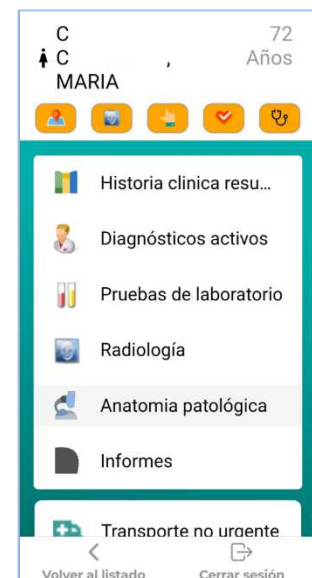 C
72
C ,
Años
MARIA
Historia clinica resu...
Diagnósticos activos
Pruebas de laboratorio
Radiología
Anatomia patológica
Informes
Transporte no urgente
Volver al listado
Cerrar sesión